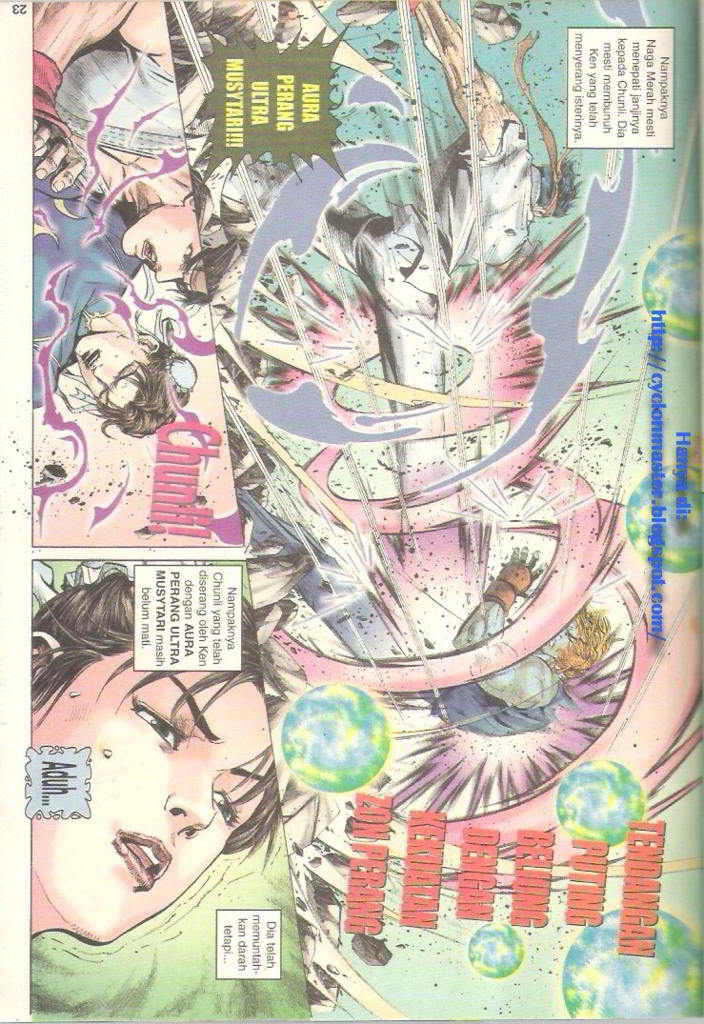 Nampaknya
Naga Merah mesti
menepati janjinya
kepada Chunli. Dia
mesti membunuh
Ken yang telah
menyerang isterinya.
Hanya di:
http://cyclonmaster.blogspot.com/
AURA
PERANG
ULTRA
MUSYTARI!!!
TENDANGAN
PUTING
BELIUNG
DENGAN
KEKUATAN
ZON PERANG
Chunli!
Nampaknya
Chunli yang telah
diserang oleh Ken
dengan AURA
PERANG ULTRA
MUSYTARI masih
belum mati.
Aduh...
Dia telah
memuntah-
kan darah
tetapi...
23